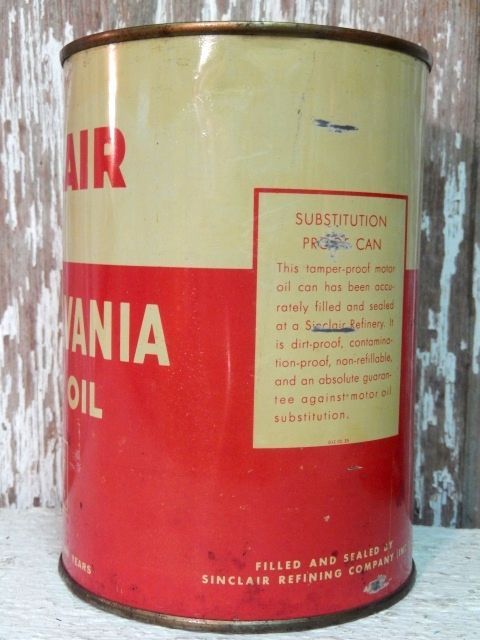 AIR
VANIA
OIL
YEARS
SUBSTITUTION
PROOF CAN
This tamper-proof motor
oil can has been accu-
rately filled and sealed
at a Sinclair Refinery. It
is dirt-proof, contamina-
tion-proof, non-refillable,
and an absolute guaran-
tee against motor oil
substitution.
FILLED AND SEALED BY
SINCLAIR REFINING COMPANY